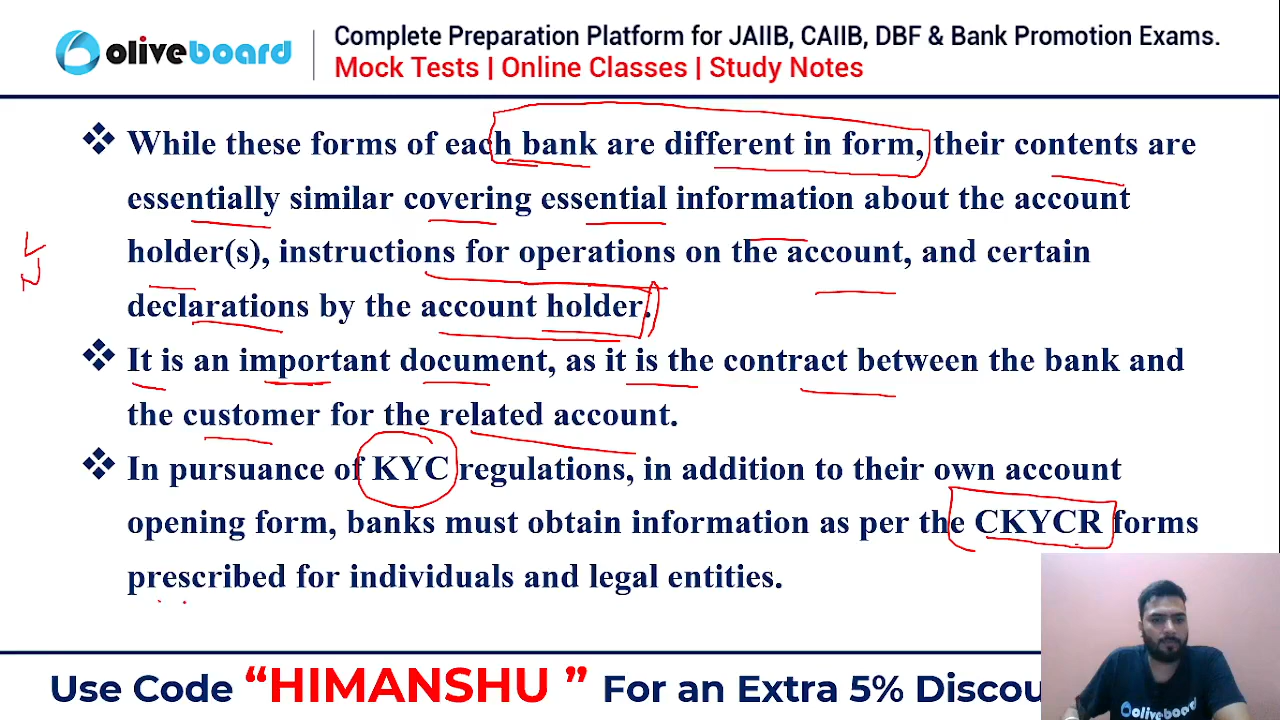 oliveboard
Complete Preparation Platform for JAIIB, CAIIB, DBF & Bank Promotion Exams.
Mock Tests | Online Classes | Study Notes
While these forms of each bank are different in form, their contents are
essentially similar covering essential information about the account
holder(s), instructions for operations on the account, and certain
declarations by the account holder.
It is an important document, as it is the contract between the bank and
the customer for the related account.
In pursuance of KYC regulations, in addition to their own account
opening form, banks must obtain information as per the CKYCR forms
prescribed for individuals and legal entities.
Use Code “HIMANSHU ” For an Extra 5% Discou
oliveboard